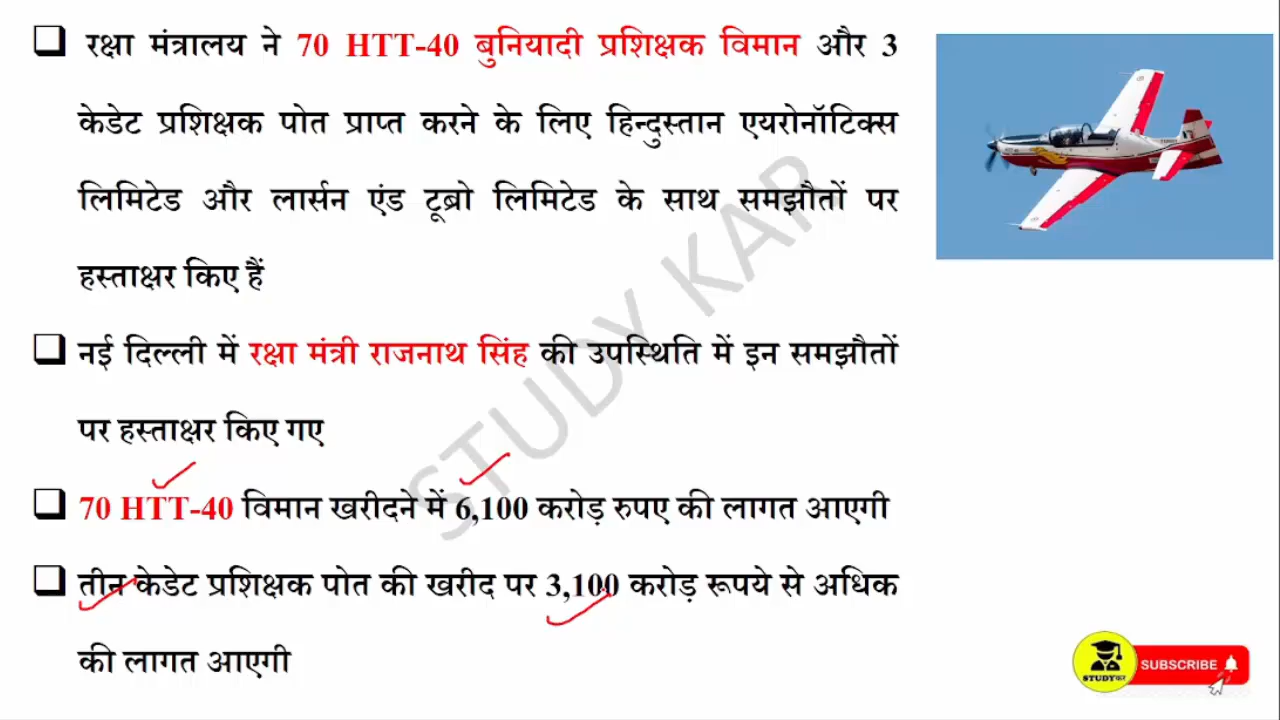 रक्षा मंत्रालय ने 70 HTT-40 बुनियादी प्रशिक्षक विमान और 3
केडेट प्रशिक्षक पोत प्राप्त करने के लिए हिन्दुस्तान एयरोनॉटिक्स
लिमिटेड और लार्सन एंड टूब्रो लिमिटेड के साथ समझौतों पर
हस्ताक्षर किए हैं
नई दिल्ली में रक्षा मंत्री राजनाथ सिंह की उपस्थिति में इन समझौतों
पर हस्ताक्षर किए गए
70 HTT-40 विमान खरीदने में 6,100 करोड़ रुपए की लागत आएगी
तीन केडेट प्रशिक्षक पोत की खरीद पर 3,100 करोड़ रूपये से अधिक
की लागत आएगी
STUDY KAR
STUDYकर
SUBSCRIBE